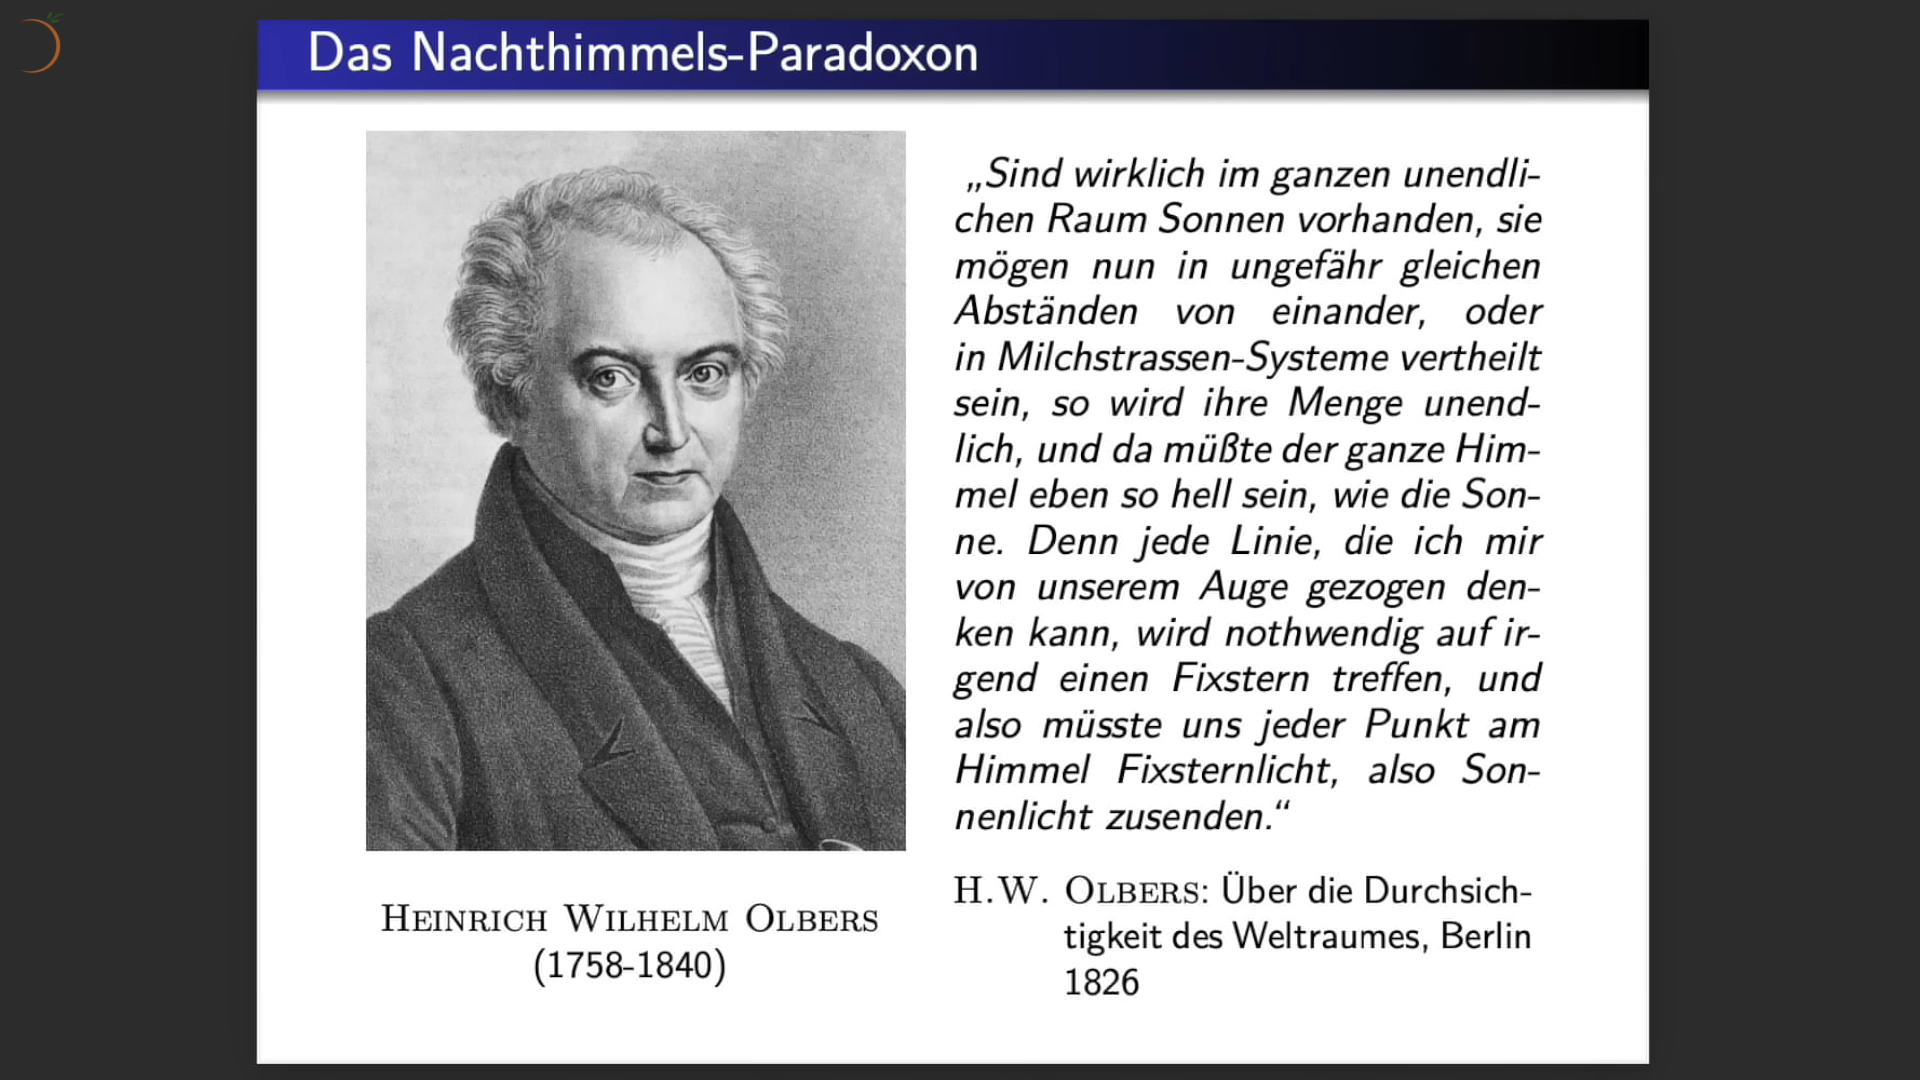 Das Nachthimmels-Paradoxon
„Sind wirklich im ganzen unendli-
chen Raum Sonnen vorhanden, sie
mögen nun in ungefähr gleichen
Abständen von einander, oder
in Milchstrassen-Systeme vertheilt
sein, so wird ihre Menge unend-
lich, und da müßte der ganze Him-
mel eben so hell sein, wie die Son-
ne. Denn jede Linie, die ich mir
von unserem Auge gezogen den-
ken kann, wird nothwendig auf ir-
gend einen Fixstern treffen, und
also müsste uns jeder Punkt am
Himmel Fixsternlicht, also Son-
nenlicht zusenden.“
H.W. OLBERS: Über die Durchsich-
tigkeit des Weltraumes, Berlin
1826
HEINRICH WILHELM OLBERS
(1758-1840)